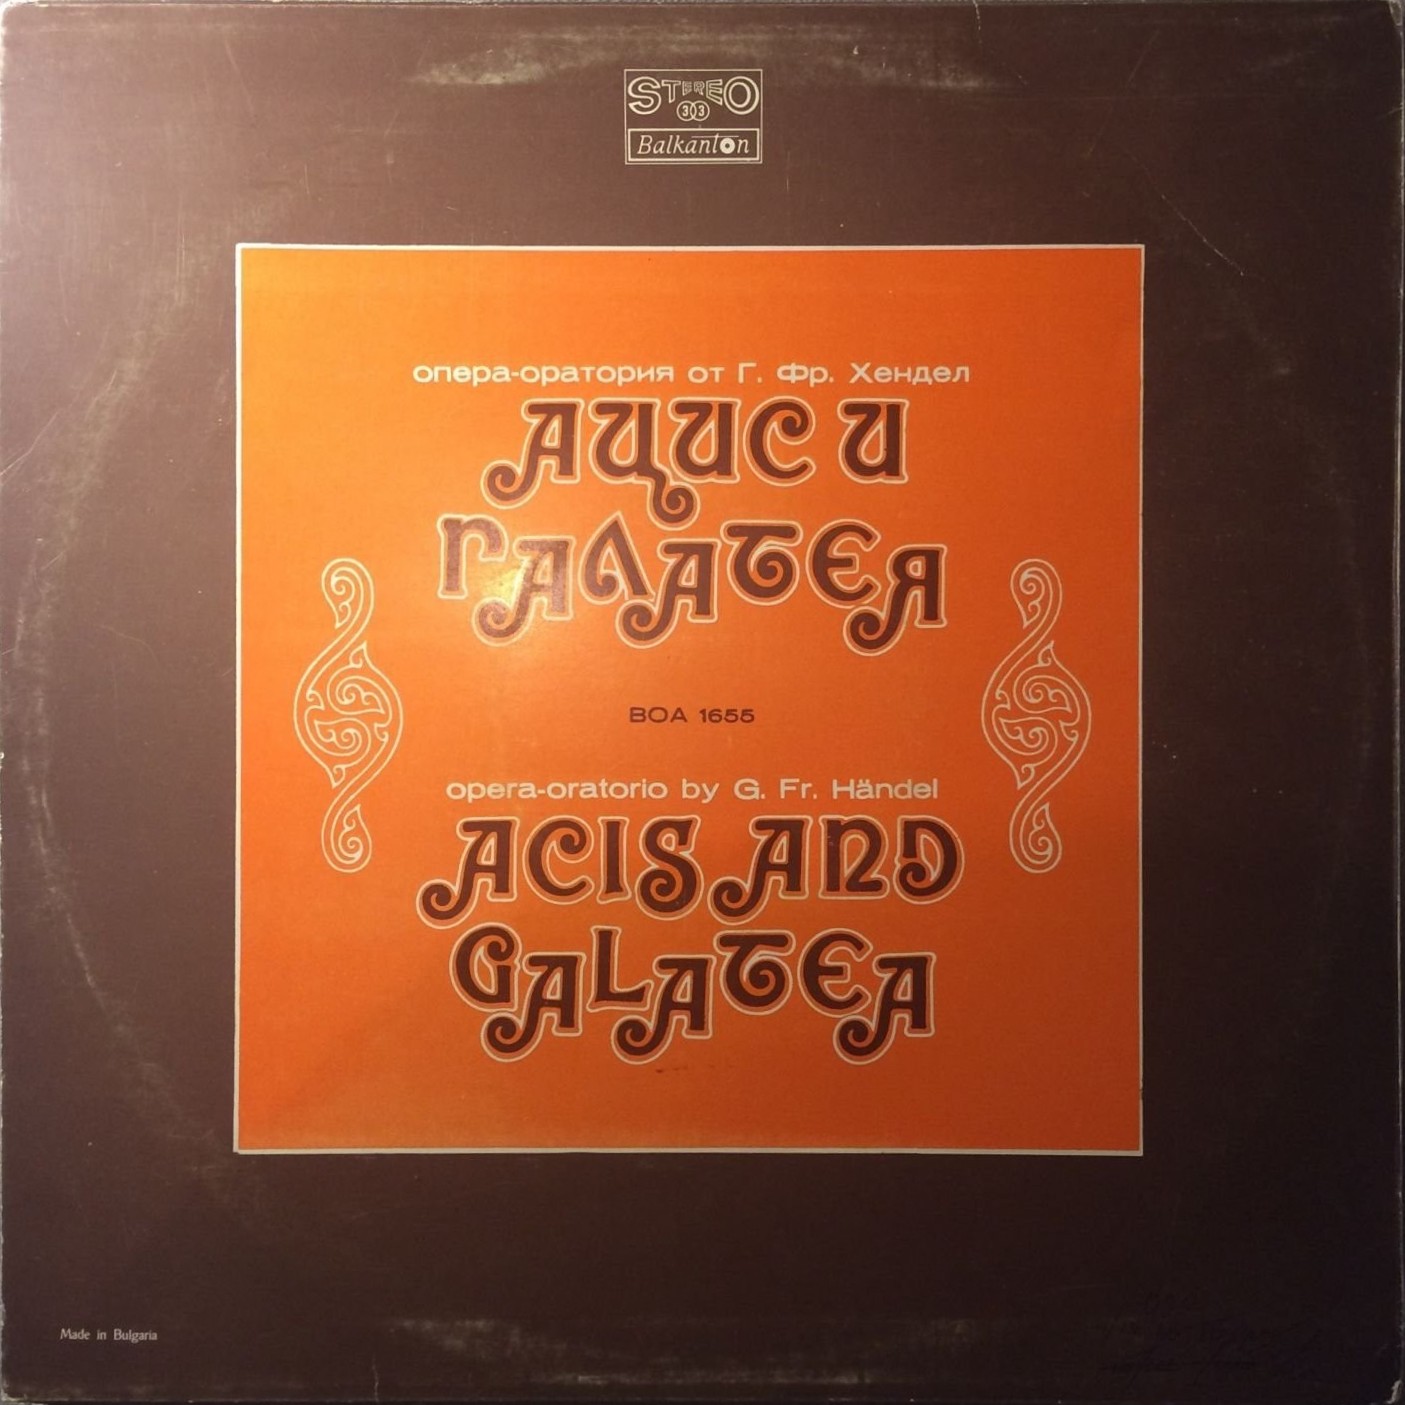 STEREO
33
Balkanton
опера-оратория от Г. Фр. Хендел
АЦИС И
ГАЛАТЕЯ
ВОА 1655
opera-oratorio by G. Fr. Händel
ACIS AND
GALATEA
Made in Bulgaria